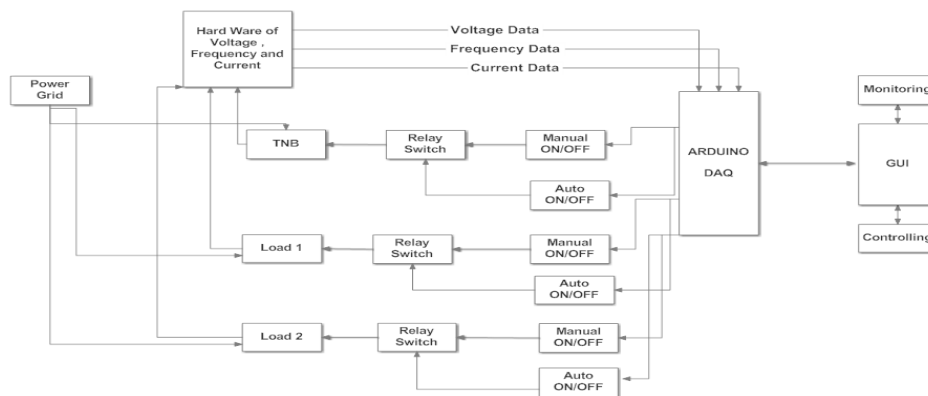 Hard Ware of
Voltage ,
Frequency and
Current
Voltage Data
Frequency Data
Current Data
Power
Grid
Monitoring
TNB
Relay
Switch
Manual
ON/OFF
ARDUINO
DAQ
GUI
Auto
ON/OFF
Load 1
Relay
Switch
Manual
ON/OFF
Controlling
Auto
ON/OFF
Load 2
Relay
Switch
Manual
ON/OFF
Auto
ON/OFF